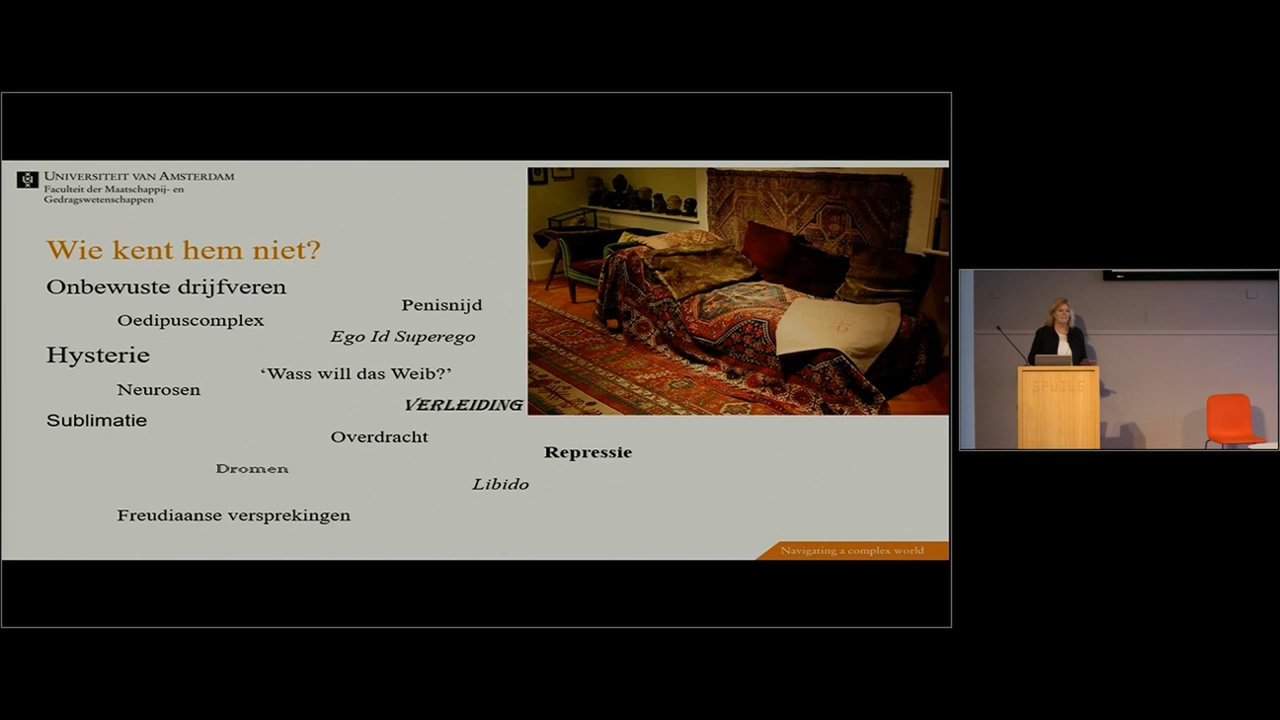 UNIVERSITEIT VAN AMSTERDAM
Faculteit der Maatschappij- en
Gedragswetenschappen
Wie kent hem niet?
Onbewuste drijfveren
Penisnijd
Oedipuscomplex
Ego Id Superego
Hysterie
‘Wass will das Weib?’
Neurosen
VERLEIDING
Sublimatie
Overdracht
Repressie
Dromen
Libido
Freudiaanse versprekingen
Navigating a complex world